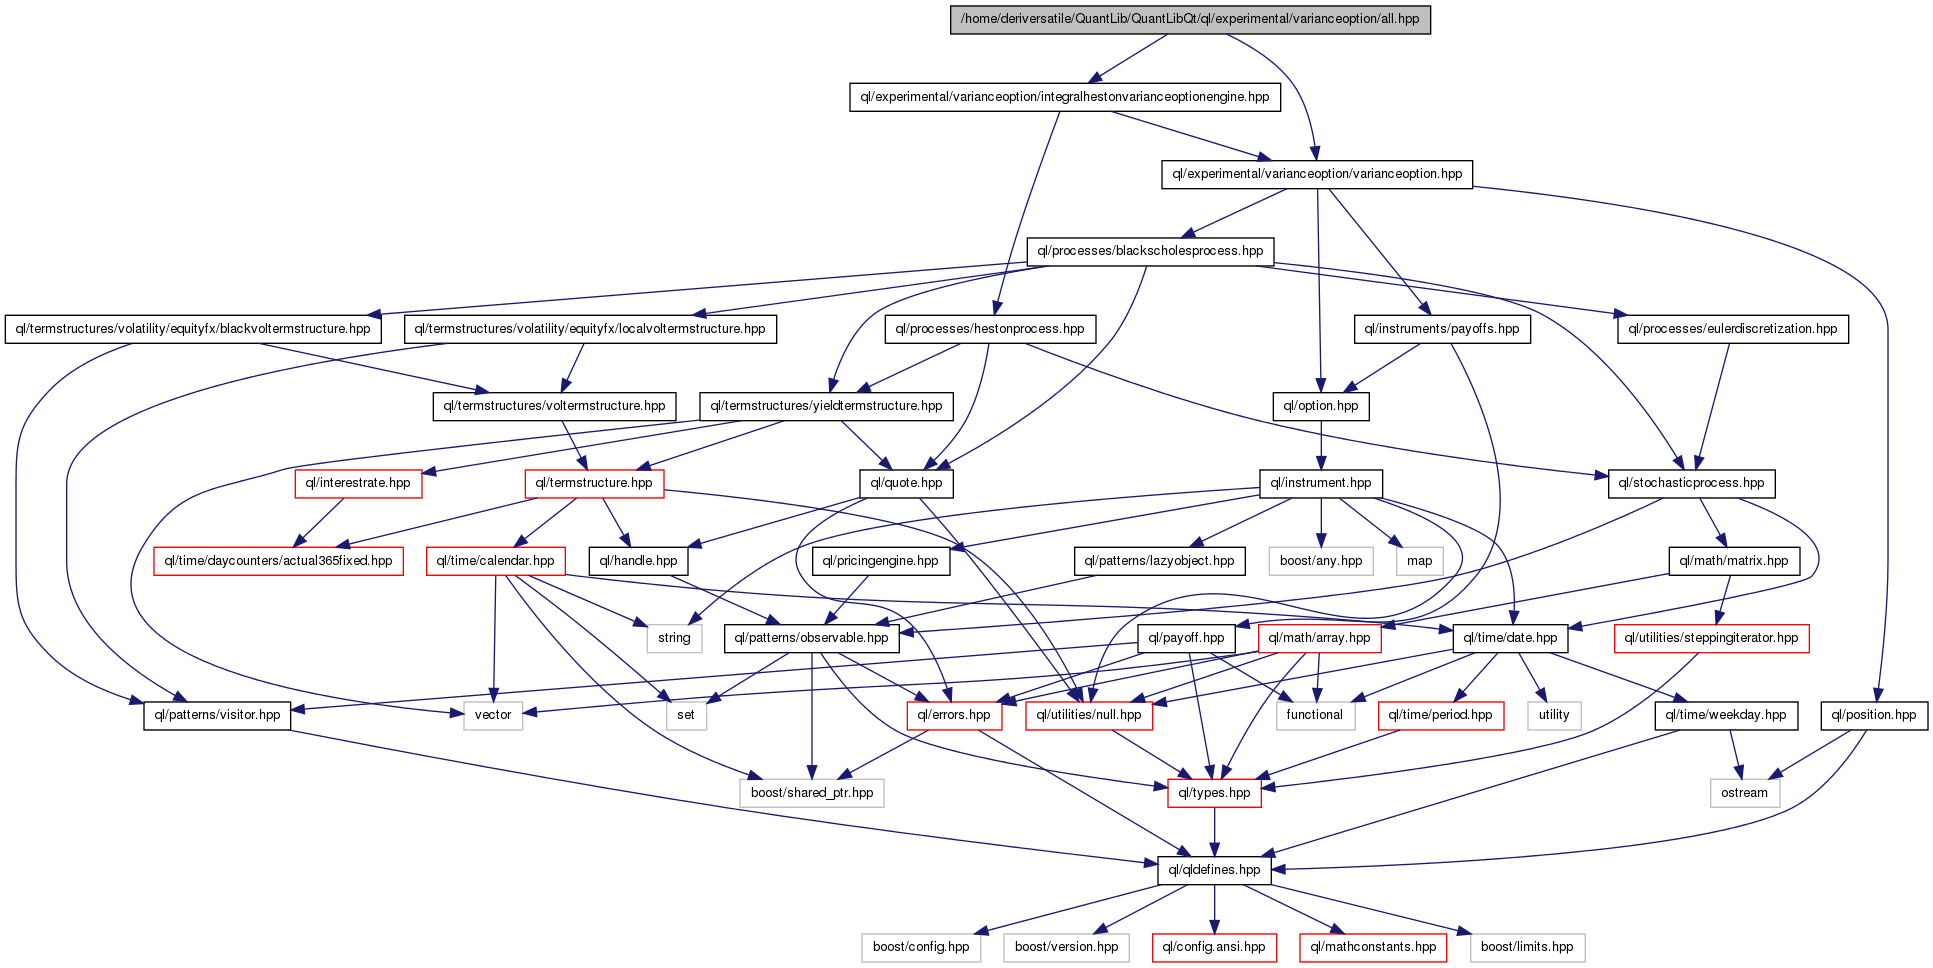 /home/deriversatile/QuantLib/QuantLibQt/ql/experimental/varianceoption/all.hpp
ql/experimental/varianceoption/integralhestonvarianceoptionengine.hpp
ql/experimental/varianceoption/varianceoption.hpp
ql/processes/blackscholesprocess.hpp
ql/termstructures/volatility/equityfx/blackvoltermstructure.hpp
ql/termstructures/volatility/equityfx/localvoltermstructure.hpp
ql/processes/hestonprocess.hpp
ql/instruments/payoffs.hpp
ql/processes/eulerdiscretization.hpp
ql/termstructures/voltermstructure.hpp
ql/termstructures/yieldtermstructure.hpp
ql/option.hpp
ql/interestrate.hpp
ql/termstructure.hpp
ql/quote.hpp
ql/instrument.hpp
ql/stochasticprocess.hpp
ql/time/daycounters/actual365fixed.hpp
ql/time/calendar.hpp
ql/handle.hpp
ql/pricingengine.hpp
ql/patterns/lazyobject.hpp
boost/any.hpp
map
ql/math/matrix.hpp
string
ql/patterns/observable.hpp
ql/payoff.hpp
ql/math/array.hpp
ql/time/date.hpp
ql/utilities/steppingiterator.hpp
ql/patterns/visitor.hpp
vector
set
ql/errors.hpp
ql/utilities/null.hpp
functional
ql/time/period.hpp
utility
ql/time/weekday.hpp
ql/position.hpp
boost/shared_ptr.hpp
ql/types.hpp
ostream
ql/qldefines.hpp
boost/config.hpp
boost/version.hpp
ql/config.ansi.hpp
ql/mathconstants.hpp
boost/limits.hpp